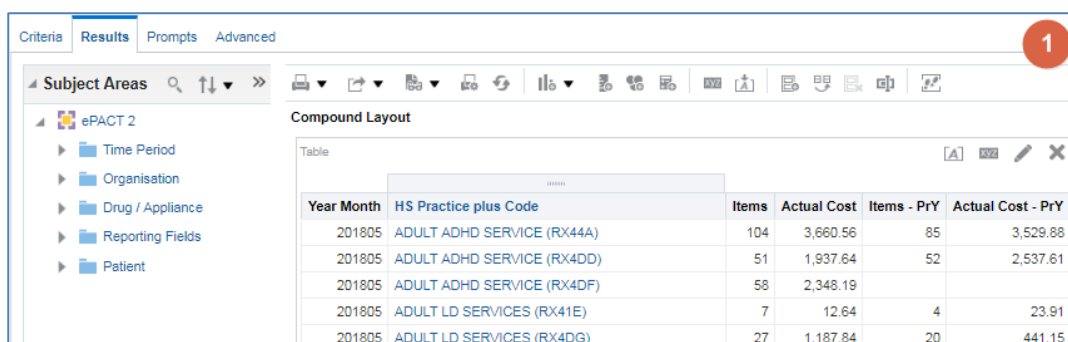 Criteria Results Prompts Advanced
1
Subject Areas
ePACT 2
Time Period
Organisation
Drug / Appliance
Reporting Fields
Patient
Compound Layout
Table
[A] xyz
Year Month HS Practice plus Code Items Actual Cost Items - PrY Actual Cost - PrY
201805 ADULT ADHD SERVICE (RX44A) 104 3,660.56 85 3,529.88
201805 ADULT ADHD SERVICE (RX4DD) 51 1,937.64 52 2,537.61
201805 ADULT ADHD SERVICE (RX4DF) 58 2,348.19
201805 ADULT LD SERVICES (RX41E) 7 12.64 4 23.91
201805 ADULT LD SERVICES (RX4DG) 27 1,187.84 20 441.15